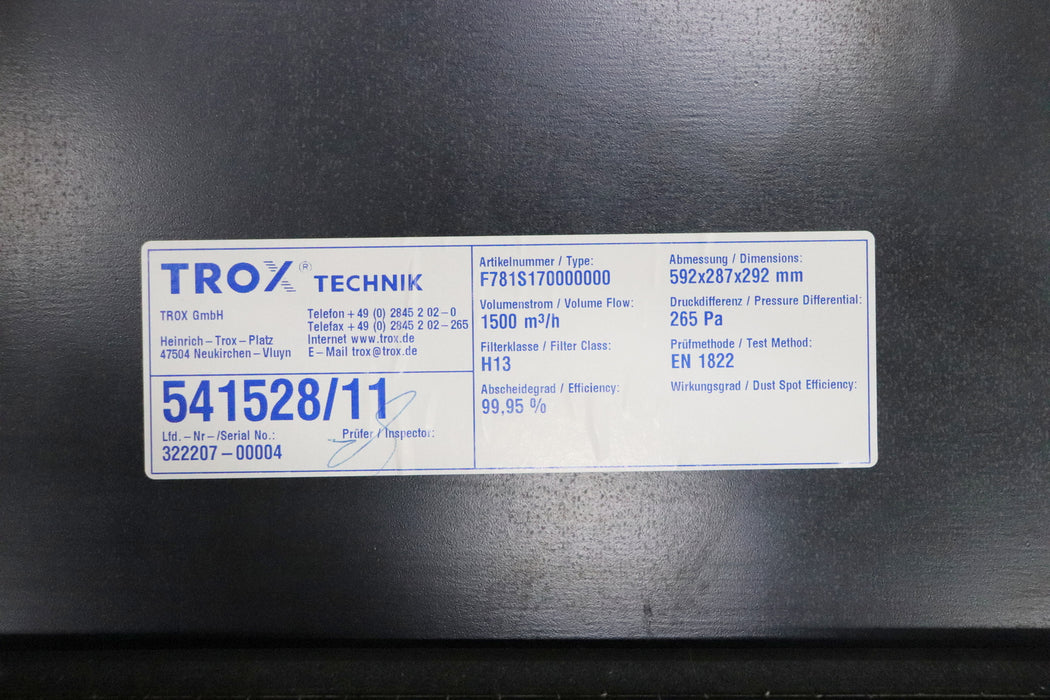 TROX® TECHNIK
TROX GmbH
Heinrich-Trox-Platz
47504 Neukirchen-Vluyn
Telefon +49 (0) 2845 2 02-0
Telefax +49 (0) 2845 2 02-265
Internet www.trox.de
E-Mail trox@trox.de
541528/11
Lfd.-Nr-/Serial No.:
322207-00004
Prüfer / Inspector:
Artikelnummer / Type:
F781S170000000
Volumenstrom / Volume Flow:
1500 m³/h
Filterklasse / Filter Class:
H13
Abscheidegrad / Efficiency:
99,95 %
Abmessung / Dimensions:
592x287x292 mm
Druckdifferenz / Pressure Differential:
265 Pa
Prüfmethode / Test Method:
EN 1822
Wirkungsgrad / Dust Spot Efficiency: